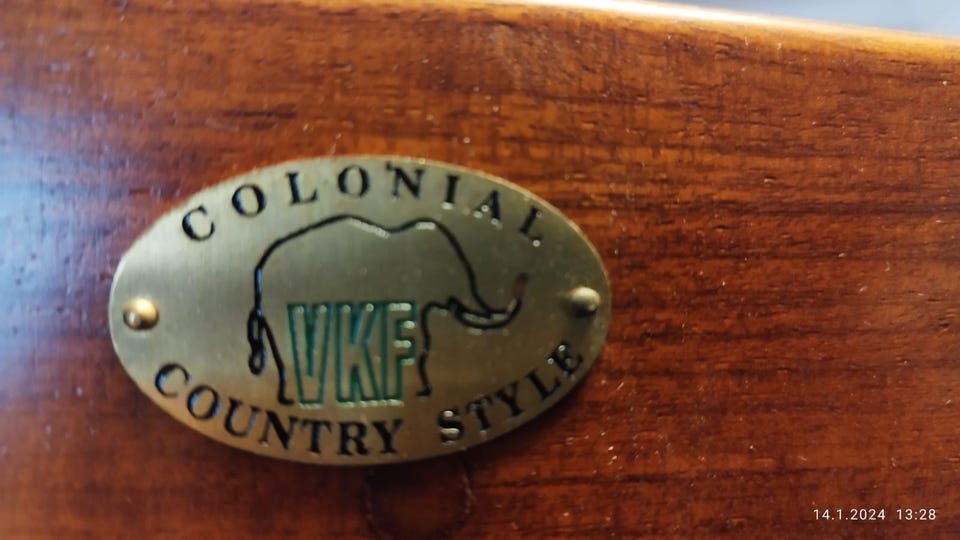 COLONIAL
VKF
COUNTRY STYLE
14.1.2024 13:28